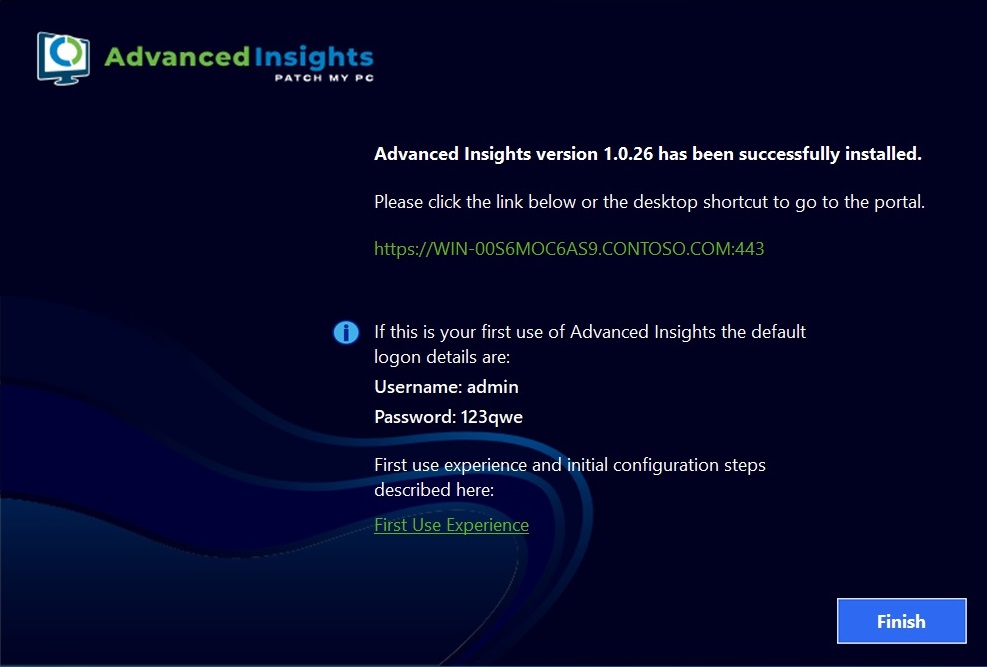 Advanced Insights
PATCH MY PC
Advanced Insights version 1.0.26 has been successfully installed.
Please click the link below or the desktop shortcut to go to the portal.
https://WIN-00S6MOC6AS9.CONTOSO.COM:443
If this is your first use of Advanced Insights the default
logon details are:
Username: admin
Password: 123qwe
First use experience and initial configuration steps
described here:
First Use Experience
Finish